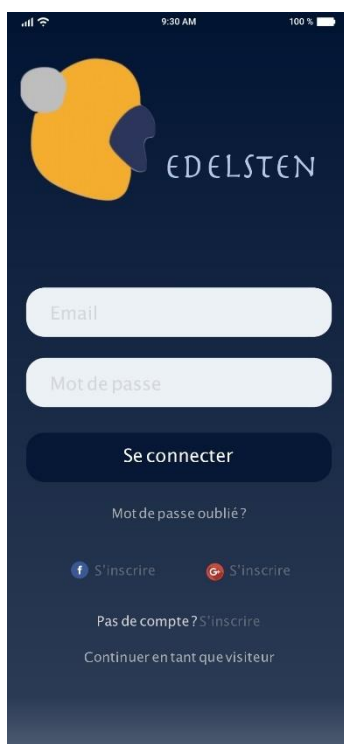 9:30 AM 100 %
EDELSTEN
Email
Mot de passe
Se connecter
Mot de passe oublié ?
f S'inscrire G+ S'inscrire
Pas de compte ? S'inscrire
Continuer en tant que visiteur